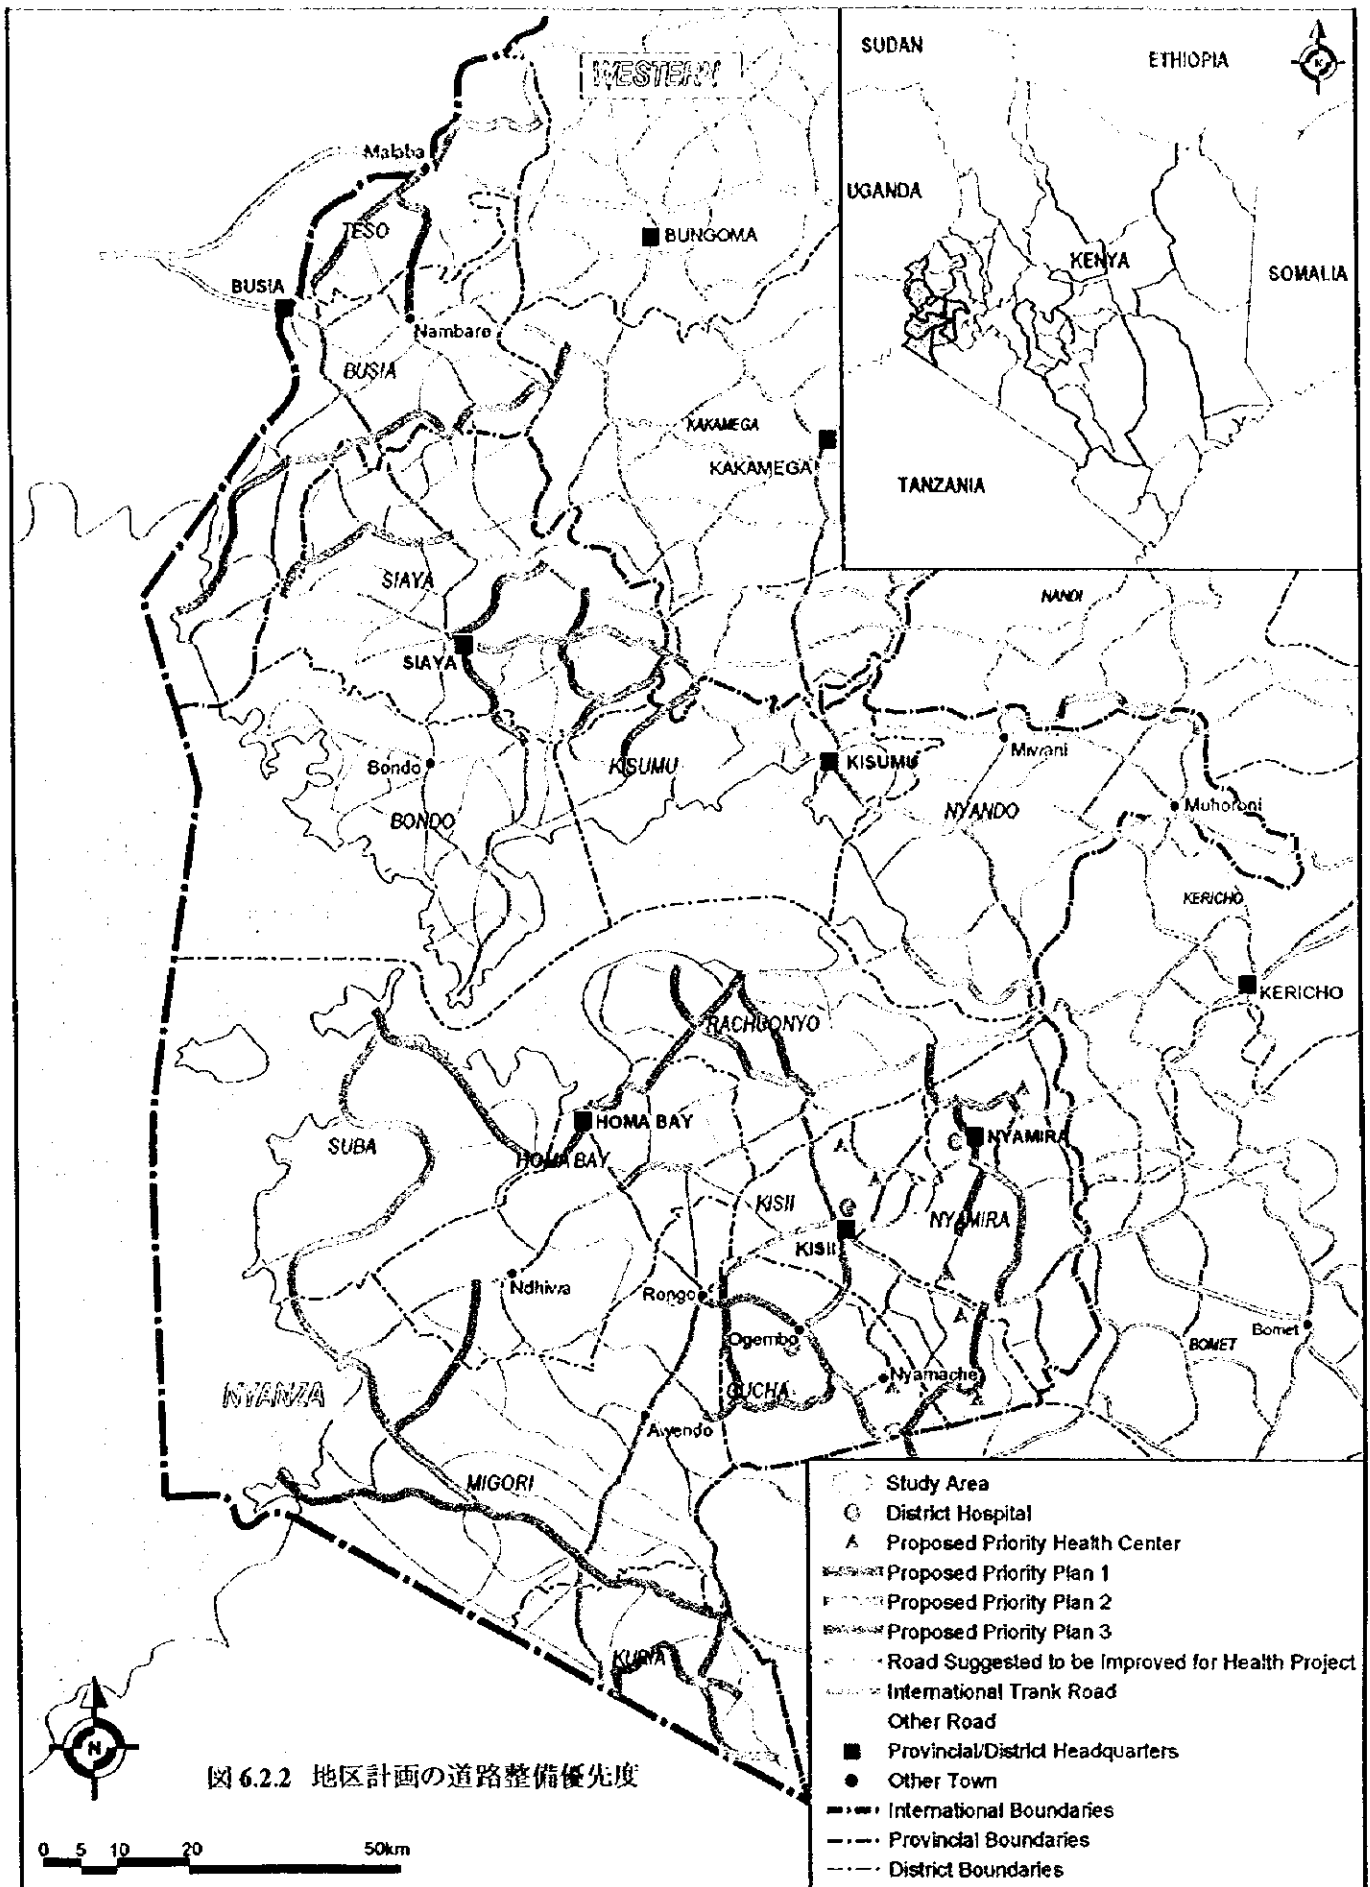 WESTERN
SUDAN
ETHIOPIA
UGANDA
KENYA
SOMALIA
TANZANIA
Malaba
TESO
BUNGOMA
BUSIA
Nambare
BUSIA
KAKAMEGA
KAKAMEGA
SIAYA
NANDI
SIAYA
Bondo
KISUMU
KISUMU
Miwani
BONDO
NYANDO
Muhoroni
KERICHO
KERICHO
RACHUONYO
HOMA BAY
NYAMIRA
SUBA
HOMA BAY
KISII
NYAMIRA
KISII
Ndhiwa
Rongo
Ogembo
Bomet
BOMET
NYANZA
GUCHA
Nyamache
Awendo
MIGORI
KURIA
Study Area
District Hospital
Proposed Priority Health Center
Proposed Priority Plan 1
Proposed Priority Plan 2
Proposed Priority Plan 3
Road Suggested to be Improved for Health Project
International Trank Road
Other Road
Provincial/District Headquarters
Other Town
International Boundaries
Provincial Boundaries
District Boundaries
N
図 6.2.2 地区計画の道路整備優先度
0 5 10 20 50km